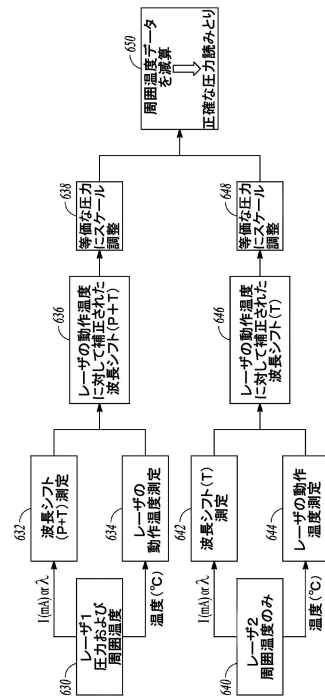 630
レーザ1
圧力および
周囲温度
I(mA) or λ
温度(℃)
632
波長シフト
(P+T)測定
634
レーザの
動作温度測定
636
レーザの動作温度
に対して補正された
波長シフト(P+T)
638
等価な圧力
にスケール
調整
640
レーザ2
周囲温度のみ
I(mA) or λ
温度(℃)
642
波長シフト(T)
測定
644
レーザの動作
温度測定
646
レーザの動作温度
に対して補正された
波長シフト(T)
648
等価な圧力
にスケール
調整
650
周囲温度データ
を減算
正確な圧力読みとり